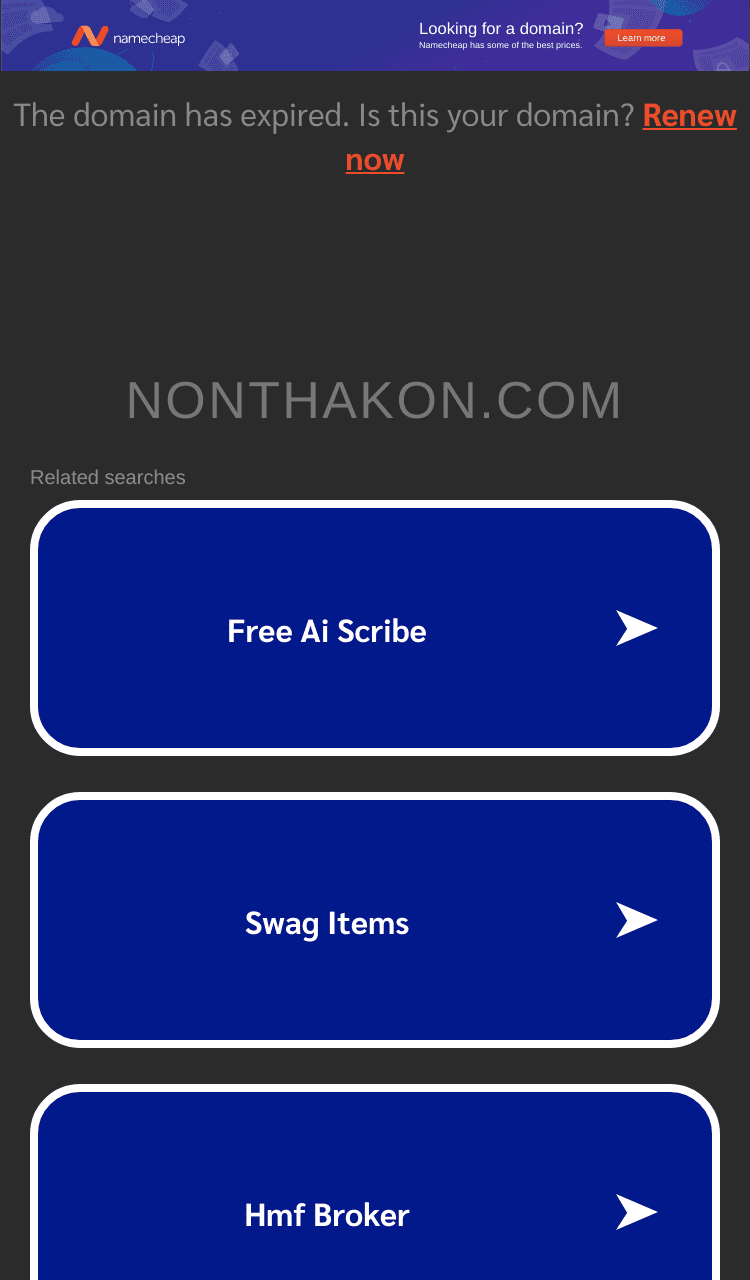 namecheap
Looking for a domain?
Namecheap has some of the best prices.
Learn more
The domain has expired. Is this your domain? Renew
now
NONTHAKON.COM
Related searches
Free Ai Scribe
Swag Items
Hmf Broker